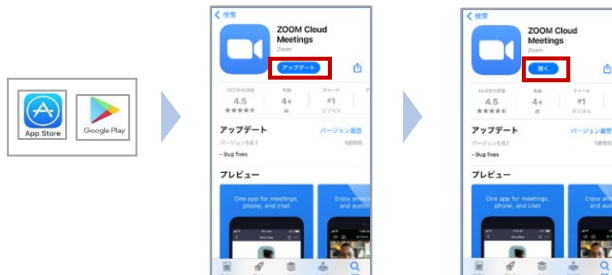 App Store
Google Play
検索
ZOOM Cloud
Meetings
Zoom
アップデート
4.5
4+
#1
アップデート
バージョン履歴
- Bug fixes
プレビュー
One app for meetings,
phone, and chat
検索
ZOOM Cloud
Meetings
Zoom
開く
4.5
4+
#1
アップデート
バージョン履歴
- Bug fixes
プレビュー
One app for meetings,
phone, and chat